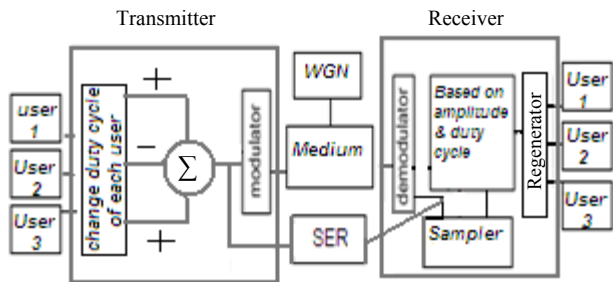 Transmitter
Receiver
user
1
User
2
User
3
change duty cycle
of each user
+
−
+
Σ
modulator
WGN
Medium
SER
demodulator
Based on
amplitude
& duty
cycle
Sampler
Regenerator
User
1
User
2
User
3